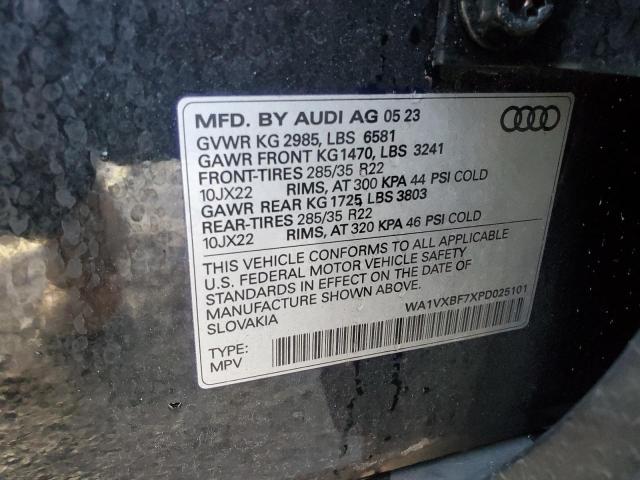 MFD. BY AUDI AG 05 23
GVWR KG 2985, LBS 6581
GAWR FRONT KG1470, LBS 3241
FRONT-TIRES 285/35 R22
10JX22 RIMS, AT 300 KPA 44 PSI COLD
GAWR REAR KG 1725, LBS 3803
REAR-TIRES 285/35 R22
10JX22 RIMS, AT 320 KPA 46 PSI COLD
THIS VEHICLE CONFORMS TO ALL APPLICABLE
U.S. FEDERAL MOTOR VEHICLE SAFETY
STANDARDS IN EFFECT ON THE DATE OF
MANUFACTURE SHOWN ABOVE.
SLOVAKIA
WA1VXBF7XPD025101
TYPE:
MPV